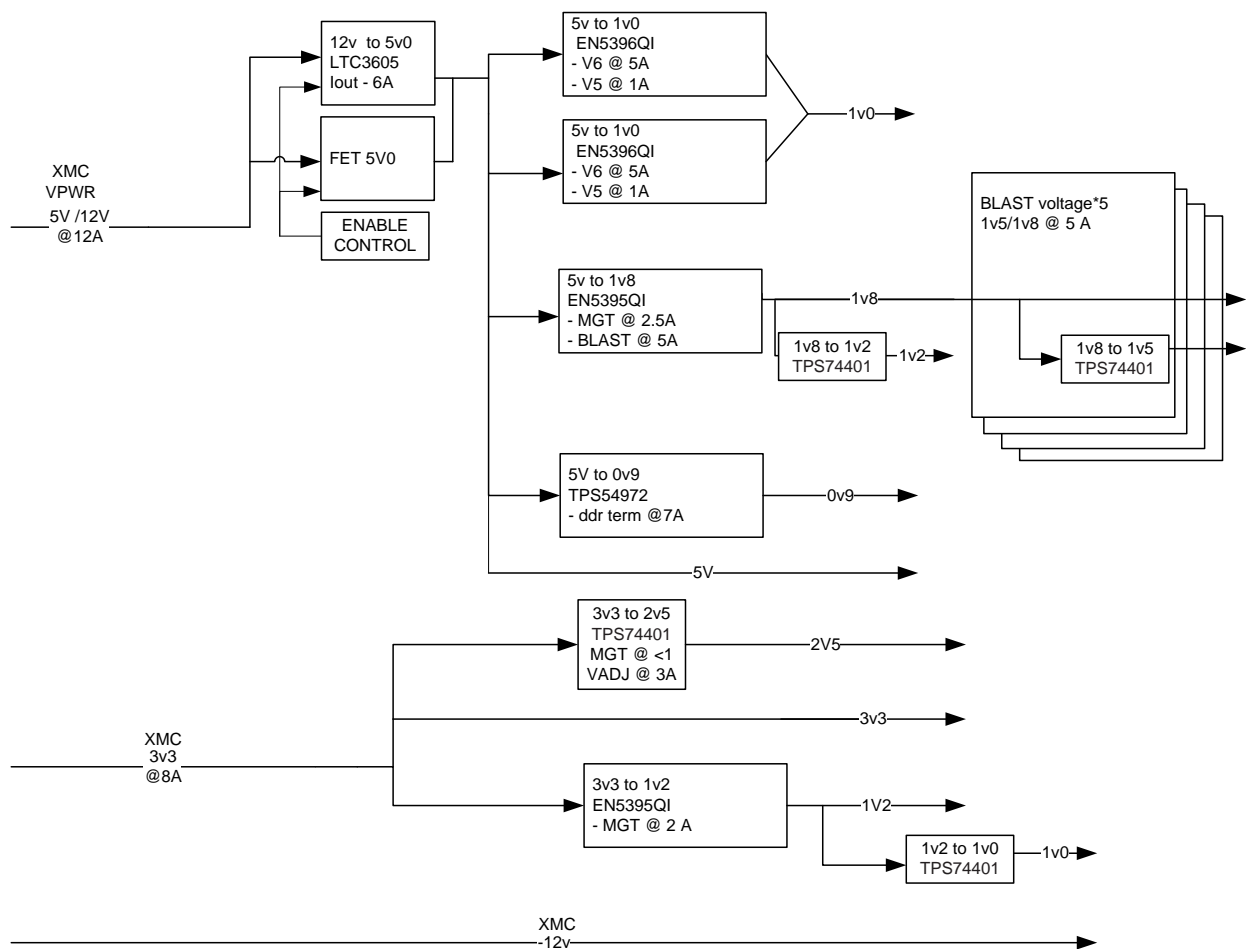 XMC
VPWR
5V /12V
@12A
12v to 5v0
LTC3605
Iout - 6A
FET 5V0
ENABLE
CONTROL
5v to 1v0
EN5396QI
- V6 @ 5A
- V5 @ 1A
5v to 1v0
EN5396QI
- V6 @ 5A
- V5 @ 1A
1v0
5v to 1v8
EN5395QI
- MGT @ 2.5A
- BLAST @ 5A
1v8
1v8 to 1v2
TPS74401
1v2
BLAST voltage*5
1v5/1v8 @ 5 A
1v8 to 1v5
TPS74401
5V to 0v9
TPS54972
- ddr term @7A
0v9
5V
XMC
3v3
@8A
3v3 to 2v5
TPS74401
MGT @ <1
VADJ @ 3A
2V5
3v3
3v3 to 1v2
EN5395QI
- MGT @ 2 A
1V2
1v2 to 1v0
TPS74401
1v0
XMC
-12v